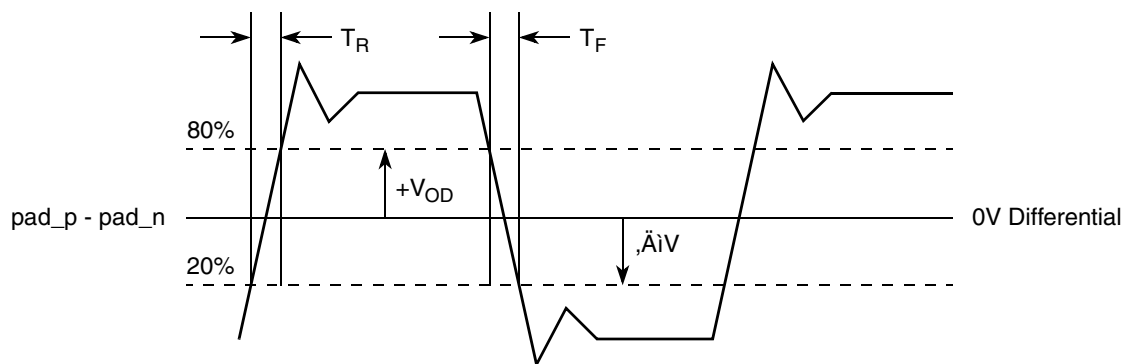 T_R
T_F
80%
+V_OD
pad_p - pad_n
0V Differential
‚ÄìV
20%